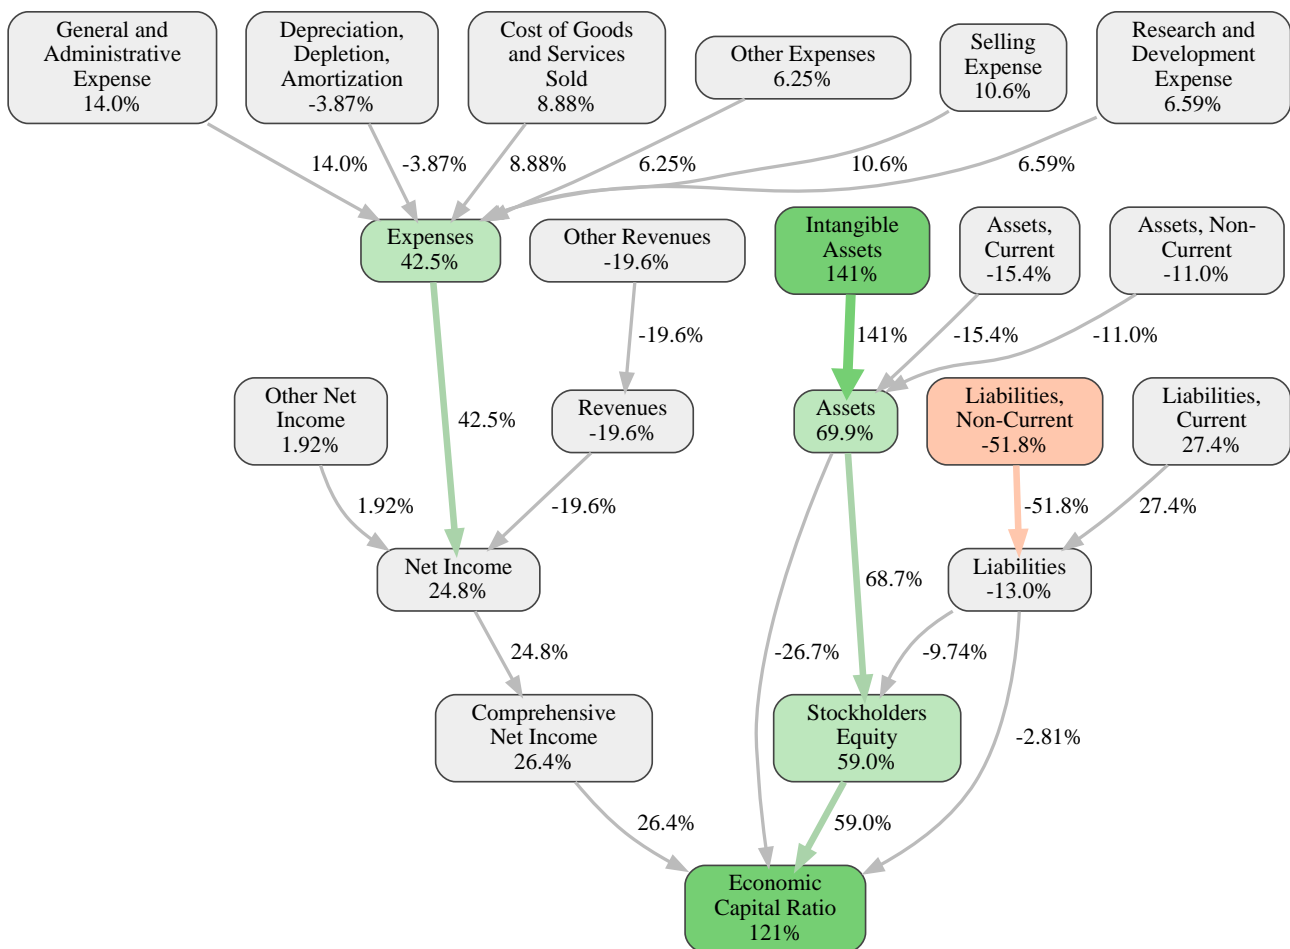 General and
Administrative
Expense
14.0%
Depreciation,
Depletion,
Amortization
-3.87%
Cost of Goods
and Services
Sold
8.88%
Other Expenses
6.25%
Selling
Expense
10.6%
Research and
Development
Expense
6.59%
14.0%
-3.87%
8.88%
6.25%
10.6%
6.59%
Expenses
42.5%
Other Revenues
-19.6%
Intangible
Assets
141%
Assets,
Current
-15.4%
Assets, Non-
Current
-11.0%
-19.6%
141%
-15.4%
-11.0%
Other Net
Income
1.92%
42.5%
Revenues
-19.6%
Assets
69.9%
Liabilities,
Non-Current
-51.8%
Liabilities,
Current
27.4%
1.92%
-19.6%
-51.8%
27.4%
Net Income
24.8%
68.7%
Liabilities
-13.0%
24.8%
-26.7%
-9.74%
Comprehensive
Net Income
26.4%
Stockholders
Equity
59.0%
-2.81%
26.4%
59.0%
Economic
Capital Ratio
121%